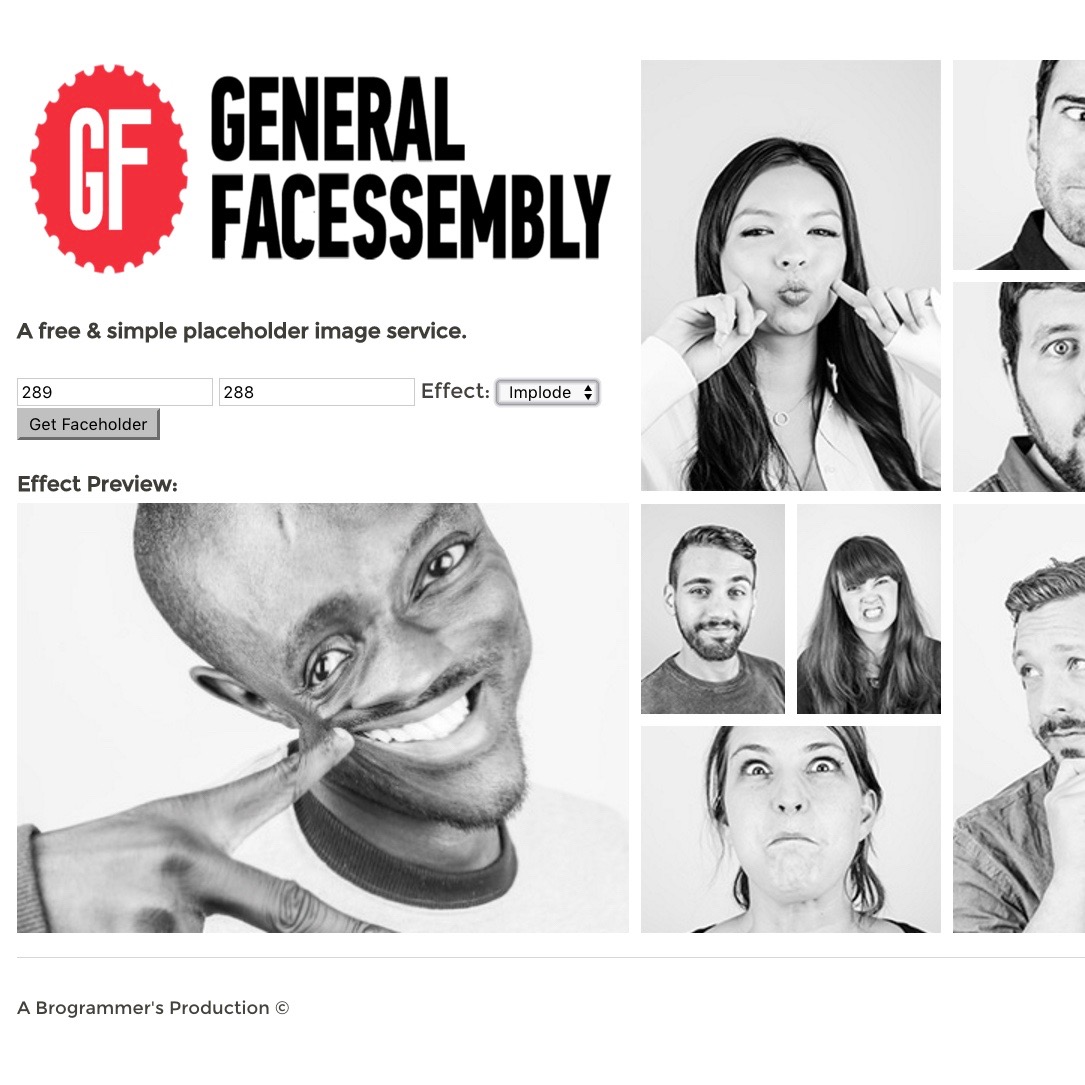 GF
GENERAL
FACESSEMBLY
A free & simple placeholder image service.
289 288 Effect: Implode
Get Faceholder
Effect Preview:
A Brogrammer's Production ©